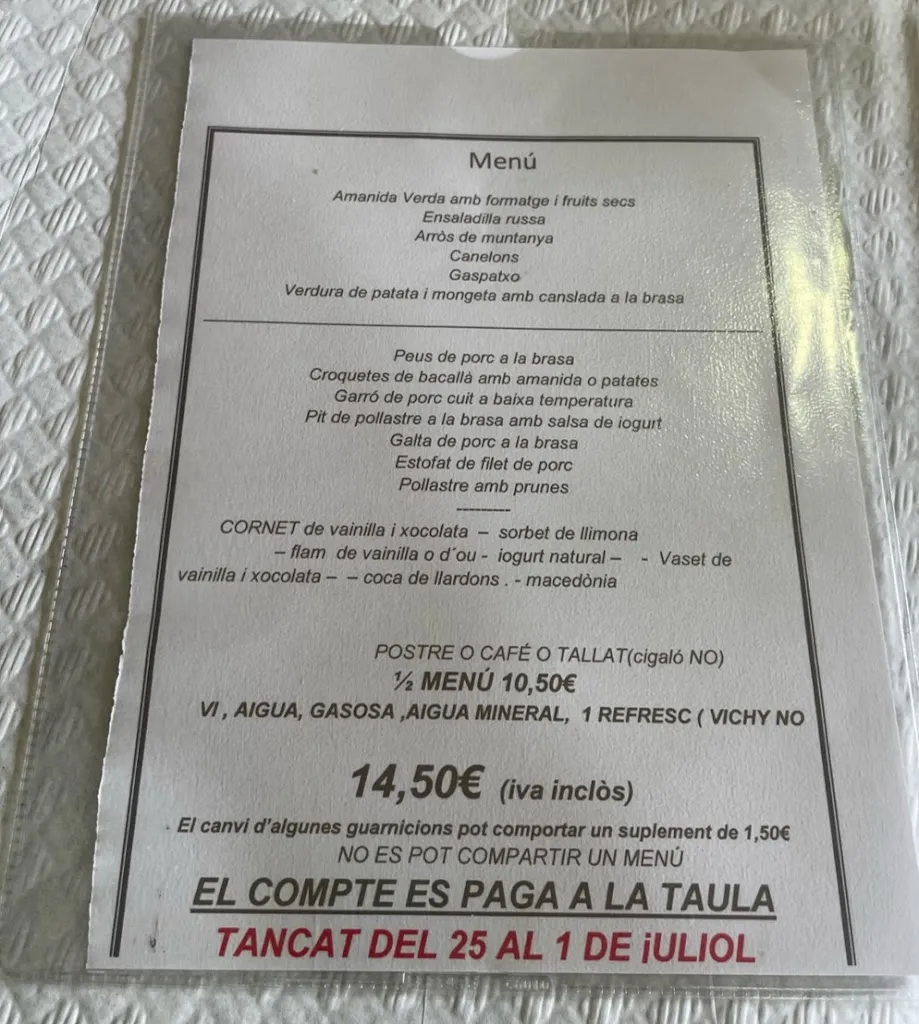 Menú
Amanida Verda amb formatge i fruits secs
Ensaladilla russa
Arròs de muntanya
Canelons
Gaspatxo
Verdura de patata i mongeta amb canslada a la brasa
Peus de porc a la brasa
Croquetes de bacallà amb amanida o patates
Garró de porc cuit a baixa temperatura
Pit de pollastre a la brasa amb salsa de iogurt
Galta de porc a la brasa
Estofat de filet de porc
Pollastre amb prunes
---------
CORNET de vainilla i xocolata – sorbet de llimona
– flam de vainilla o d´ou - iogurt natural – - Vaset de
vainilla i xocolata – – coca de llardons . - macedònia
POSTRE O CAFÉ O TALLAT(cigaló NO)
½ MENÚ 10,50€
VI , AIGUA, GASOSA ,AIGUA MINERAL, 1 REFRESC ( VICHY NO
14,50€ (iva inclòs)
El canvi d'algunes guarnicions pot comportar un suplement de 1,50€
NO ES POT COMPARTIR UN MENÚ
EL COMPTE ES PAGA A LA TAULA
TANCAT DEL 25 AL 1 DE ¡ULIOL